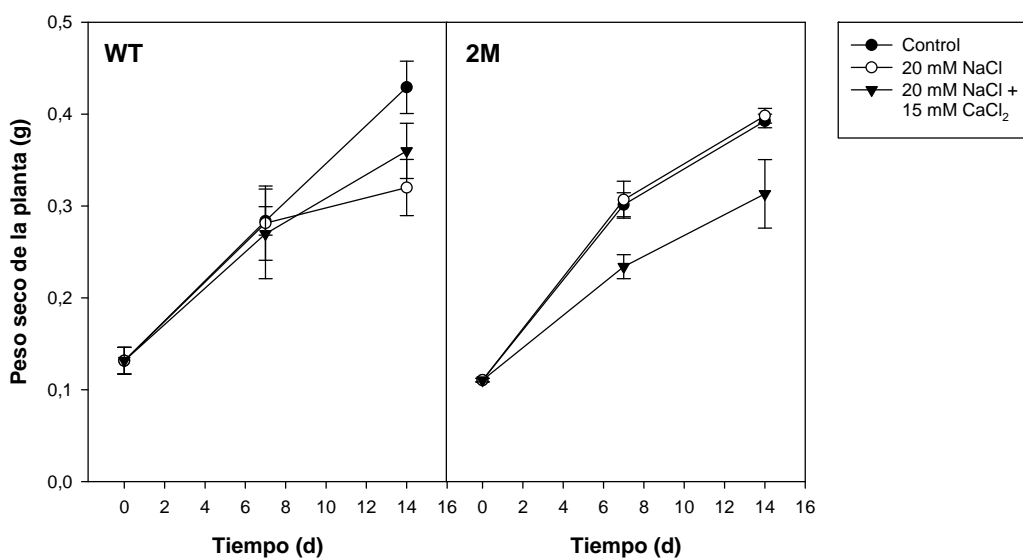 WT
2M
Control
20 mM NaCl
20 mM NaCl +
15 mM CaCl₂
Peso seco de la planta (g)
0,5
0,4
0,3
0,2
0,1
0,0
0 2 4 6 8 10 12 14 16
0 2 4 6 8 10 12 14 16
Tiempo (d)
Tiempo (d)